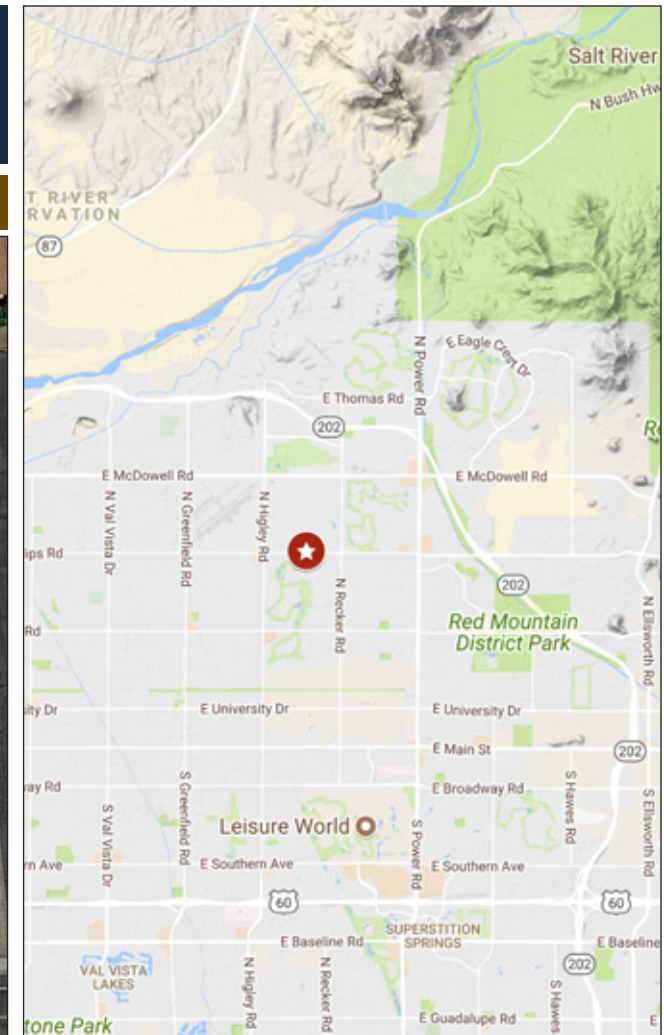 Salt River
N Bush Hw
T RIVER
RVATION
87
E Eagle Crest Dr
N Power Rd
E Thomas Rd
202
R
E McDowell Rd
E McDowell Rd
N Val Vista Dr
N Greenfield Rd
N Higley Rd
ips Rd
N Recker Rd
202
N Ellsworth Rd
Red Mountain
District Park
Rd
ity Dr
E University Dr
E University Dr
E Main St
202
way Rd
E Broadway Rd
S Val Vista Dr
S Greenfield Rd
S Power Rd
S Hawes Rd
S Ellsworth Rd
Leisure World
rn Ave
E Southern Ave
E Southern Ave
60
60
SUPERSTITION
SPRINGS
E Baseline Rd
E Baseline
VAL VISTA
LAKES
N Higley Rd
N Recker Rd
202
S Hawes
tone Park
E Guadalupe Rd
E